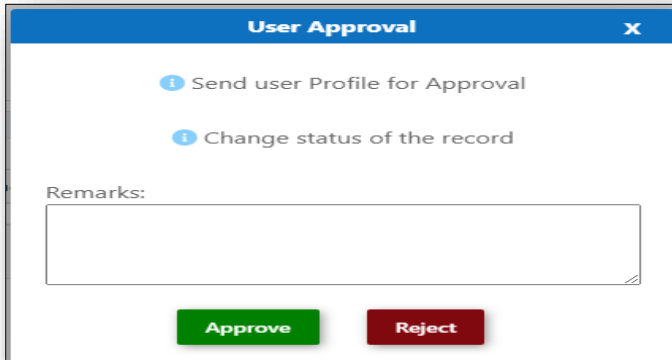 User Approval x
Send user Profile for Approval
Change status of the record
Remarks:
Approve Reject